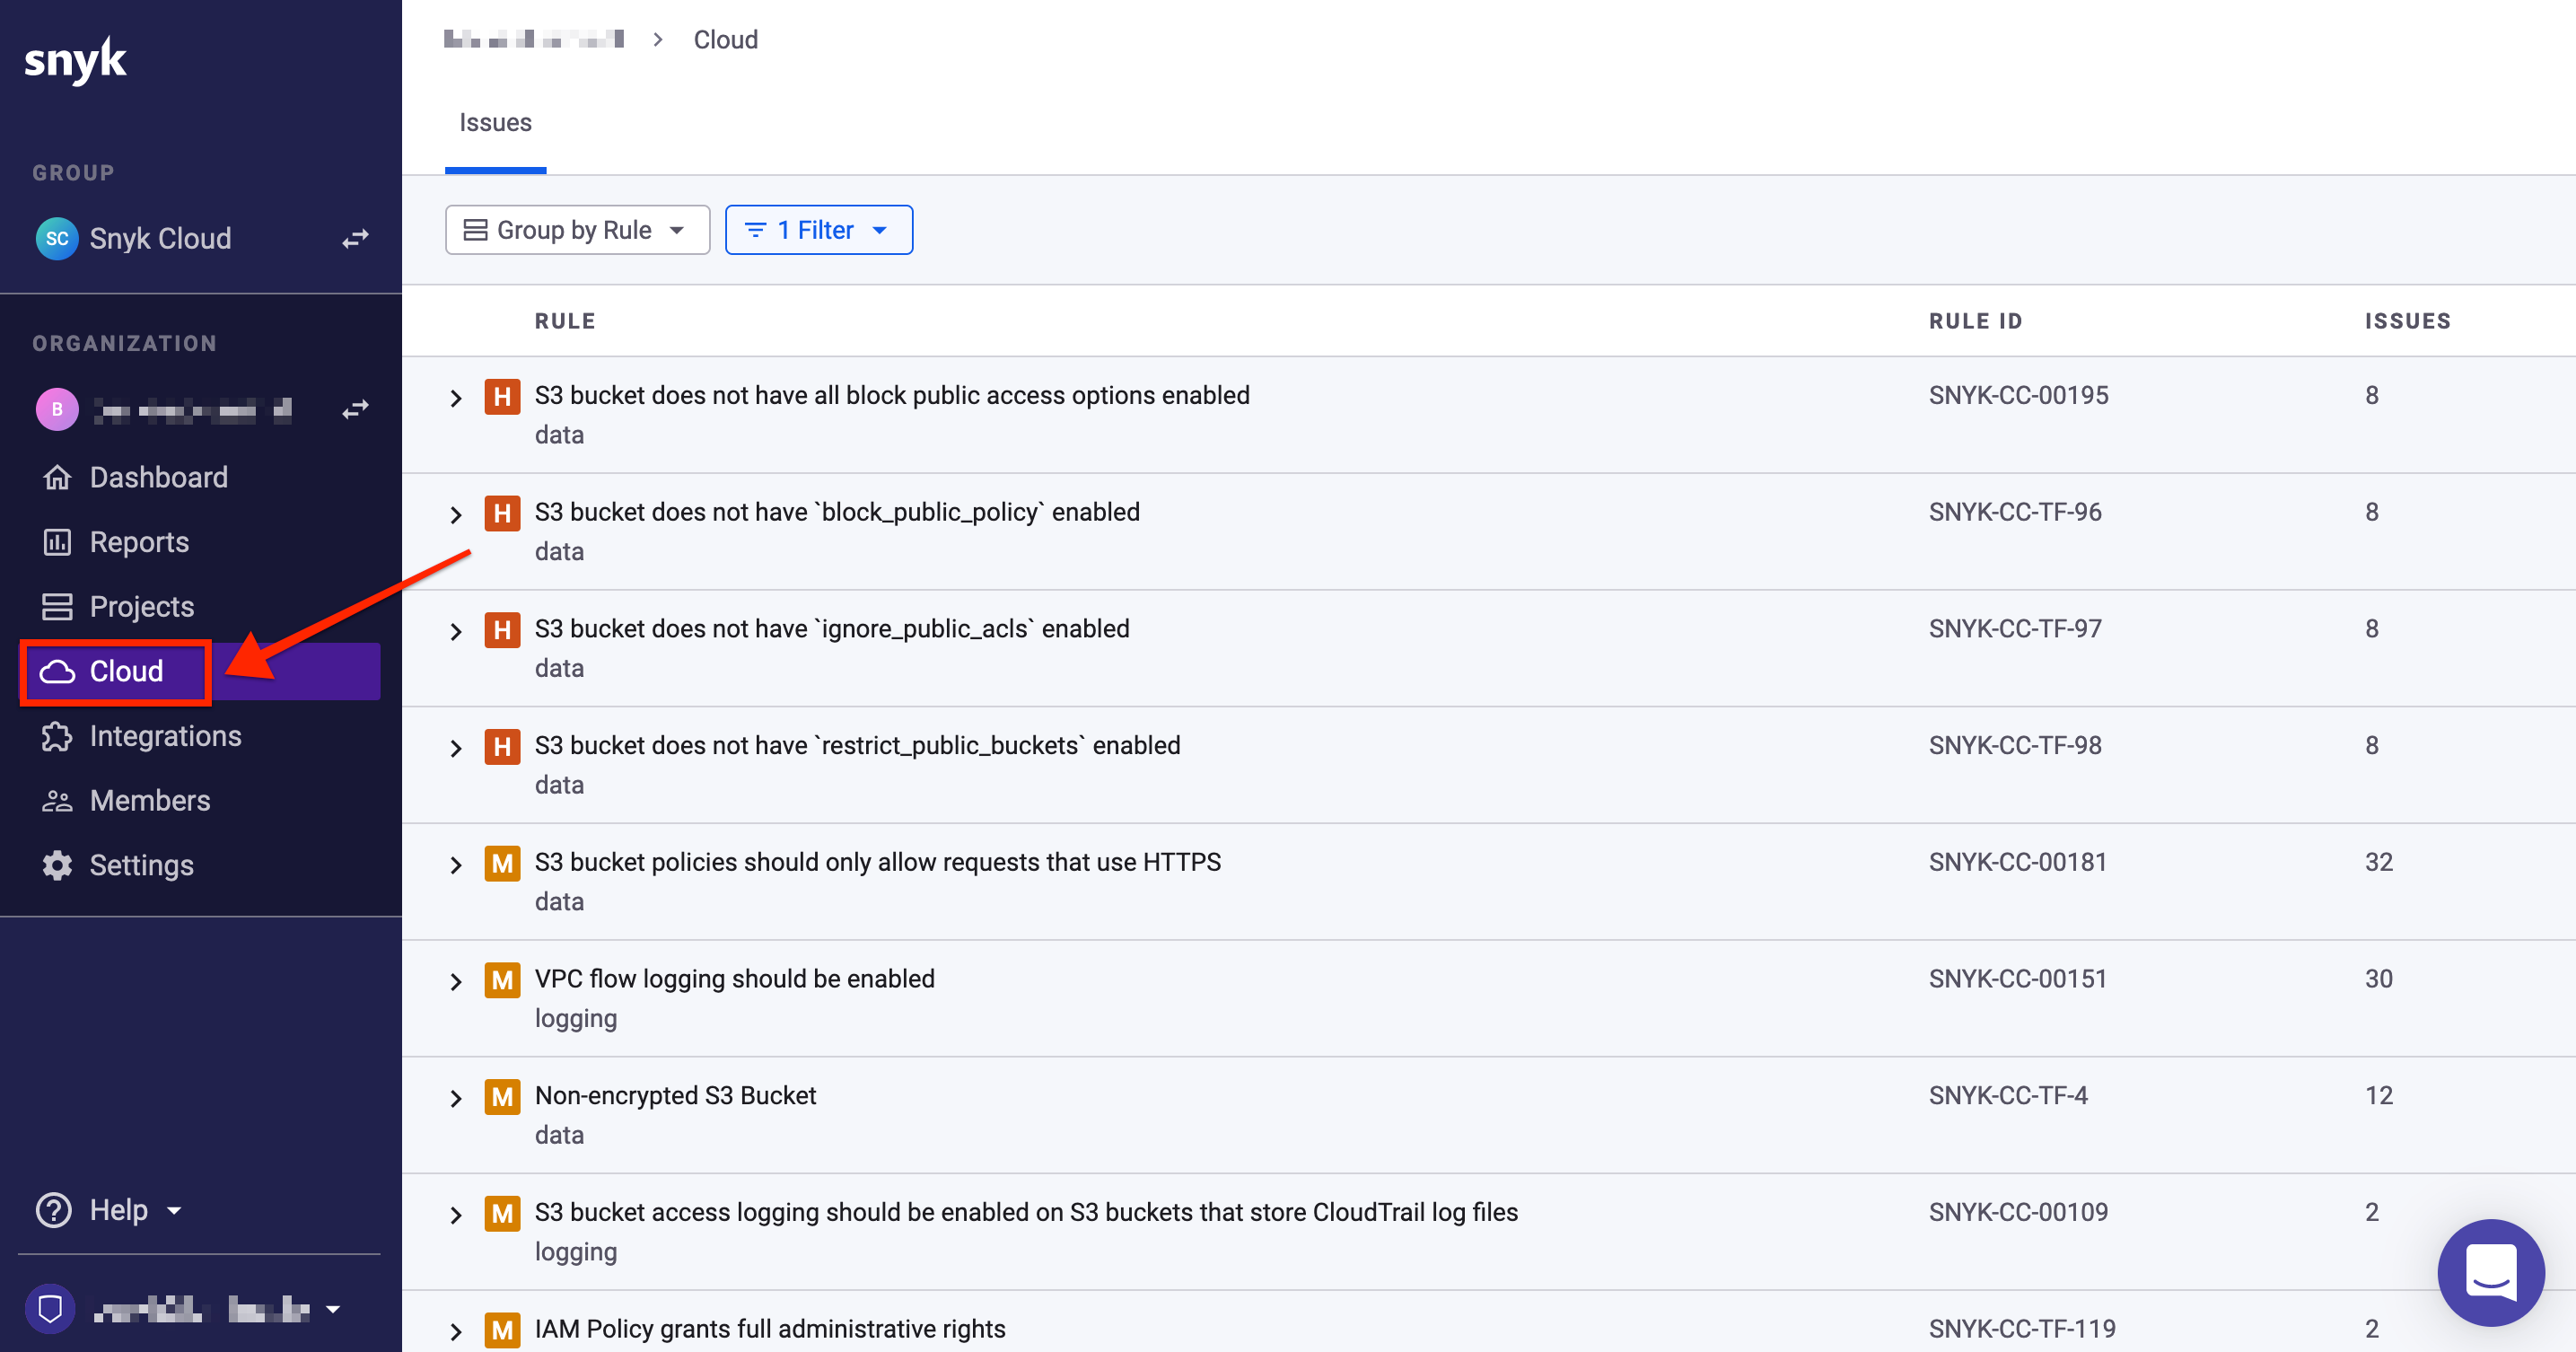 snyk
GROUP
SC Snyk Cloud
ORGANIZATION
B
Dashboard
Reports
Projects
Cloud
Integrations
Members
Settings
Help
> Cloud
Issues
Group by Rule
1 Filter
RULE RULE ID ISSUES
H S3 bucket does not have all block public access options enabled SNYK-CC-00195 8
data
H S3 bucket does not have `block_public_policy` enabled SNYK-CC-TF-96 8
data
H S3 bucket does not have `ignore_public_acls` enabled SNYK-CC-TF-97 8
data
H S3 bucket does not have `restrict_public_buckets` enabled SNYK-CC-TF-98 8
data
M S3 bucket policies should only allow requests that use HTTPS SNYK-CC-00181 32
data
M VPC flow logging should be enabled SNYK-CC-00151 30
logging
M Non-encrypted S3 Bucket SNYK-CC-TF-4 12
data
M S3 bucket access logging should be enabled on S3 buckets that store CloudTrail log files SNYK-CC-00109 2
logging
M IAM Policy grants full administrative rights SNYK-CC-TF-119 2